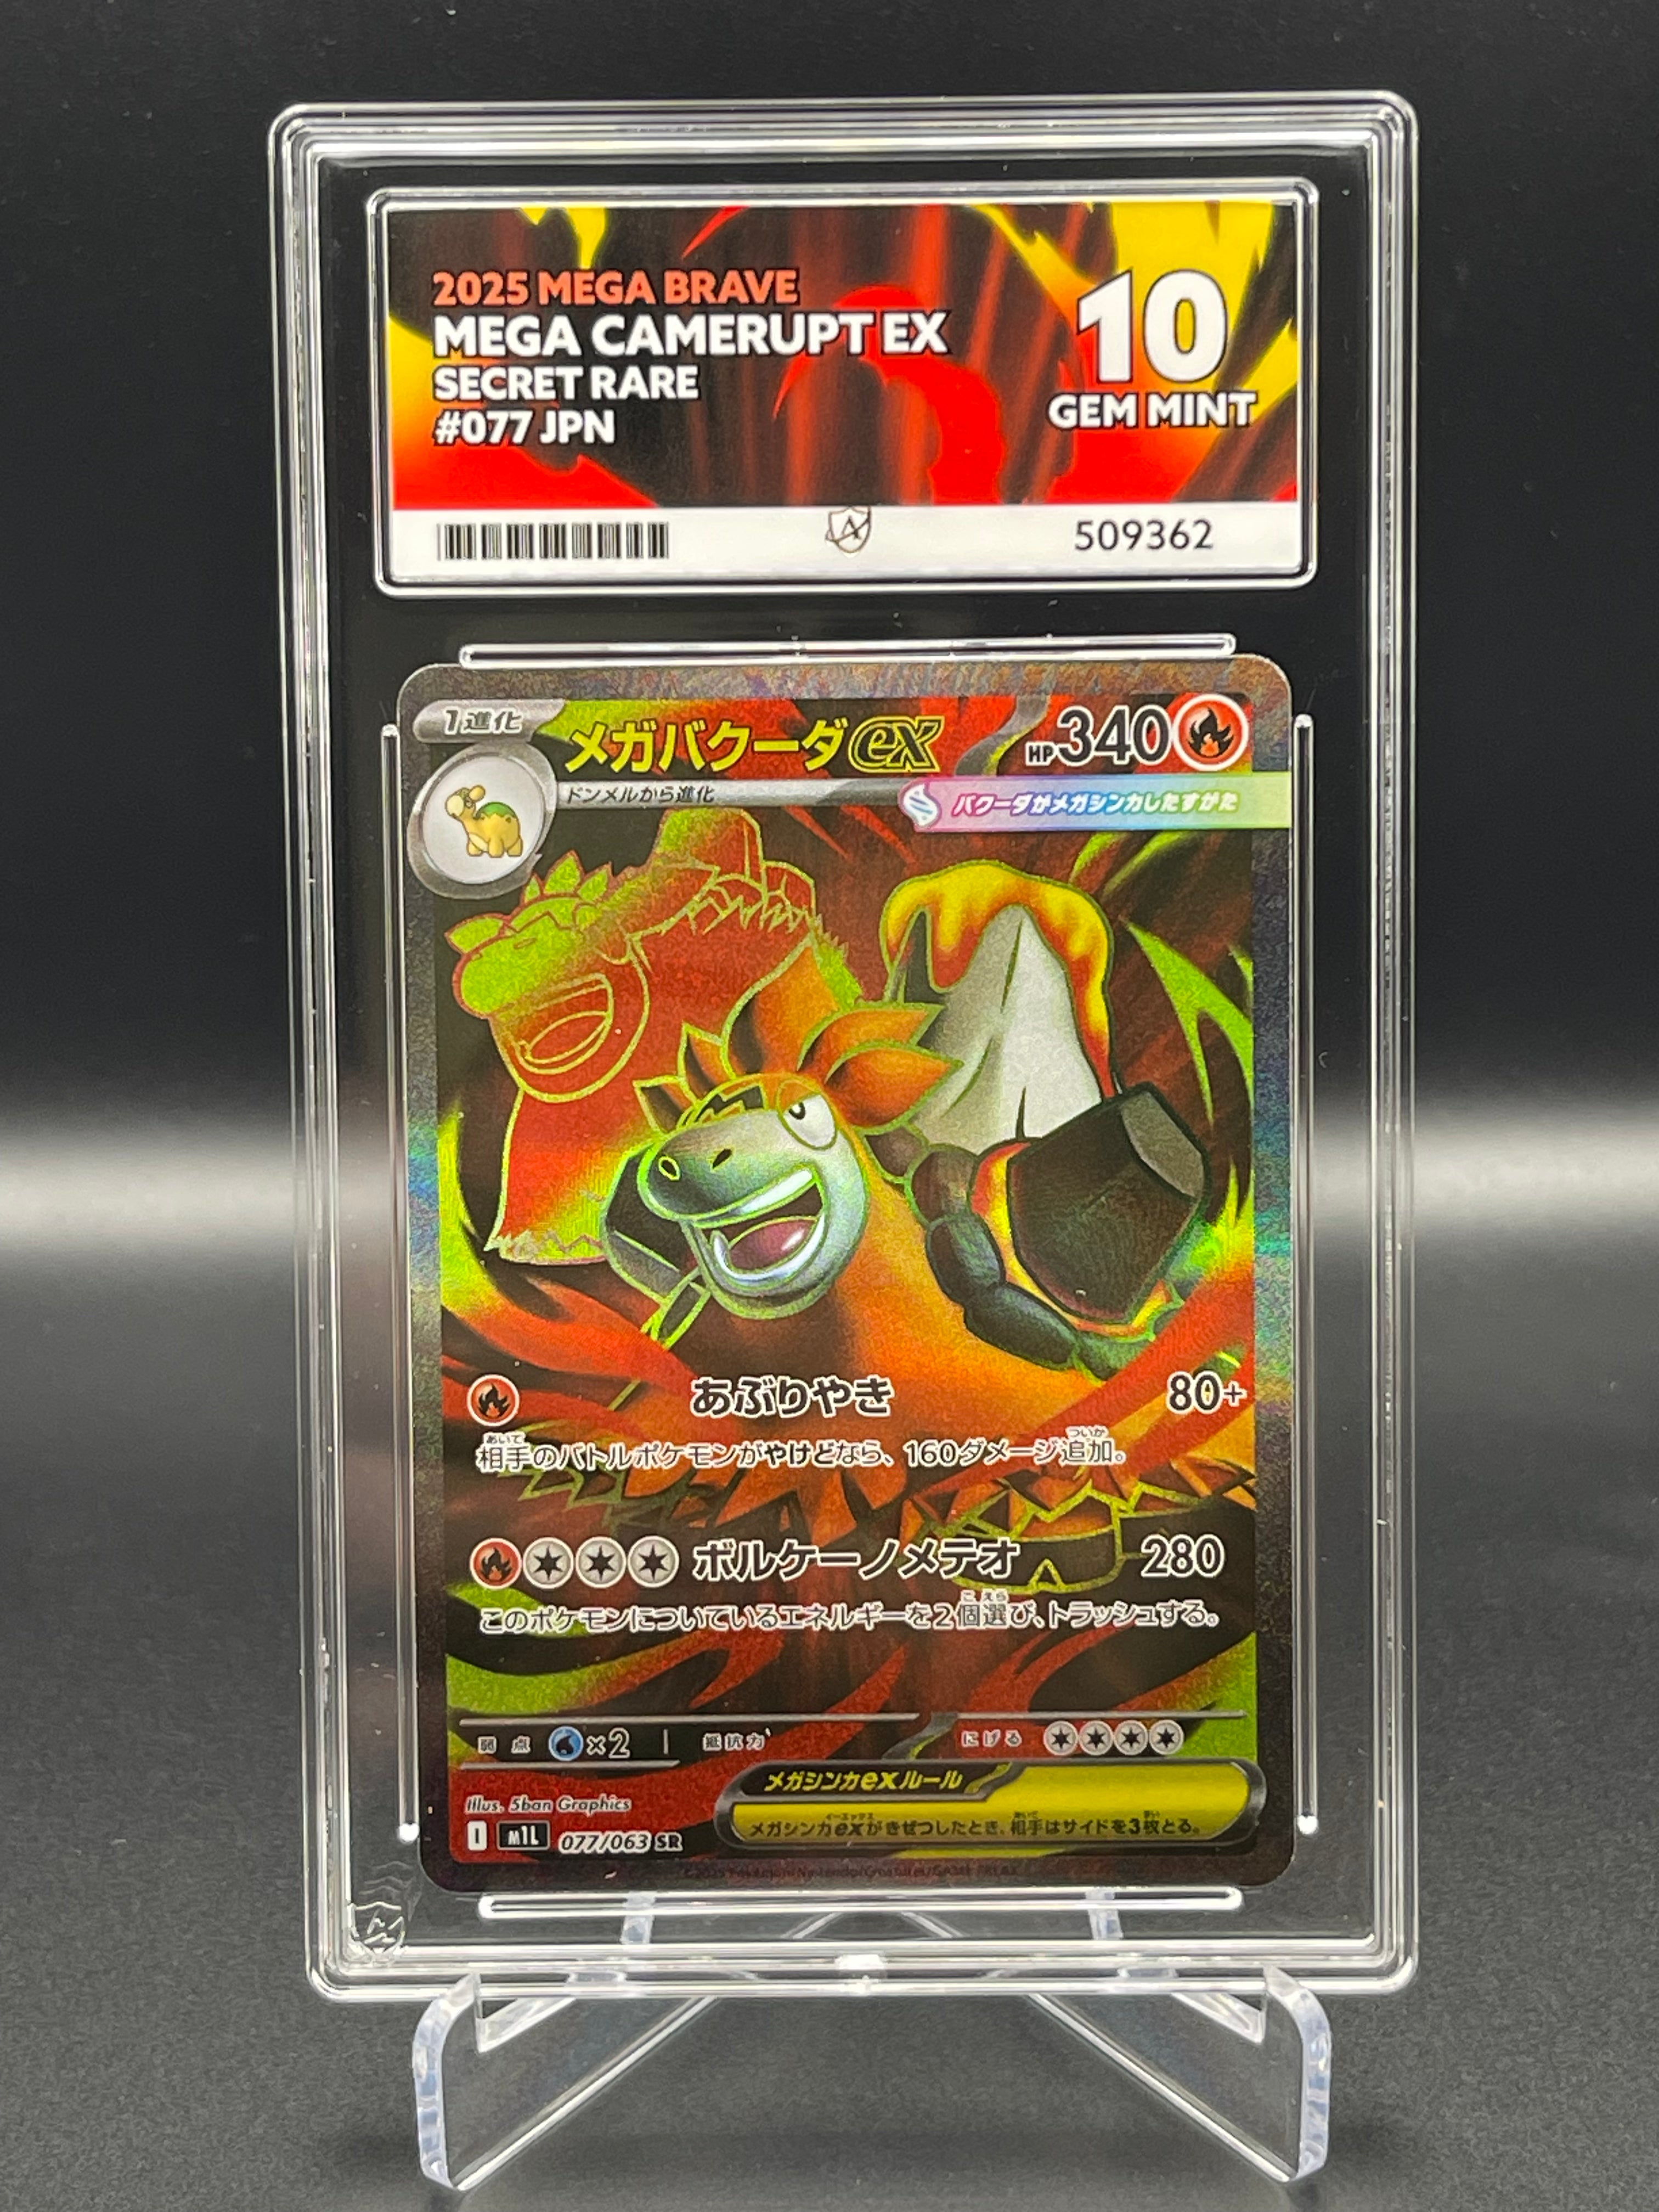 2025 MEGA BRAVE
MEGA CAMERUPT EX
SECRET RARE
#077 JPN
10
GEM MINT
509362
1進化
メガバクーダex
HP340
ドンメルから進化
バクーダがメガシンカしたすがた
あぶりやき 80+
相手のバトルポケモンがやけどなら、160ダメージ追加。
ボルケーノメテオ 280
このポケモンについているエネルギーを2個選び、トラッシュする。
弱点 ×2 抵抗力 にげる
メガシンカexルール
メガシンカexがきぜつしたとき、相手はサイドを3枚とる。
Illus. 5ban Graphics
I M1L 077/063 SR